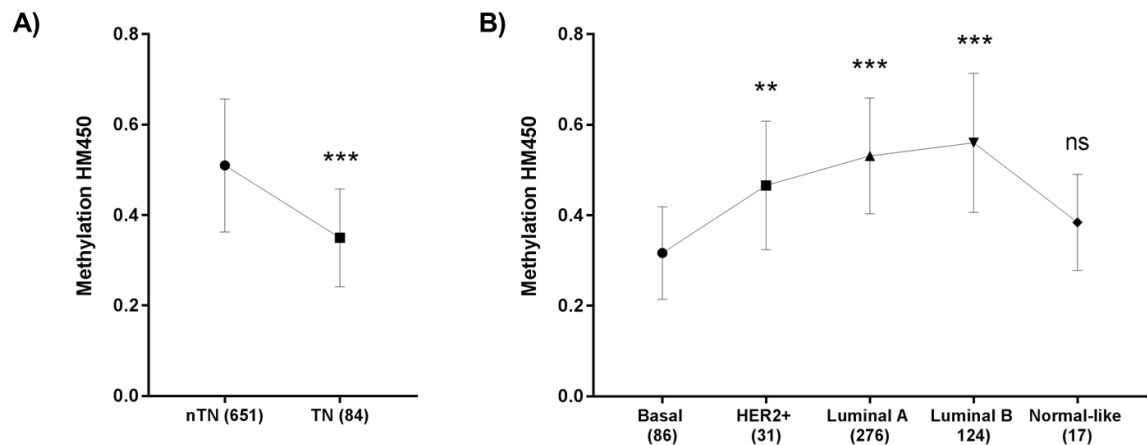 A)
Methylation HM450
0.8
0.6
0.4
0.2
0.0
***
nTN (651)
TN (84)
B)
Methylation HM450
0.8
0.6
0.4
0.2
0.0
**
***
***
ns
Basal
(86)
HER2+
(31)
Luminal A
(276)
Luminal B
124)
Normal-like
(17)